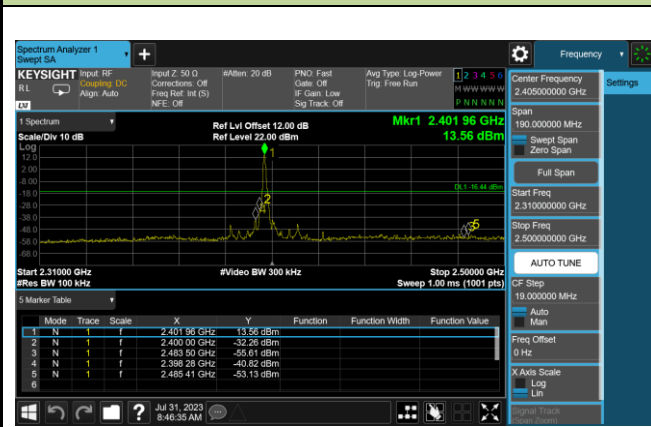 Spectrum Analyzer 1
Swept SA
Frequency
Settings
KEYSIGHT
RL
Input: RF
Coupling: DC
Align: Auto
Input Z: 50 Ω
Corrections: Off
Freq Ref: Int (S)
NFE: Off
#Atten: 20 dB
PNO: Fast
Gate: Off
IF Gain: Low
Sig Track: Off
Avg Type: Log-Power
Trig: Free Run
1 2 3 4 5 6
M W W W W W
P N N N N N
1 Spectrum
Scale/Div 10 dB
Ref Lvl Offset 12.00 dB
Ref Level 22.00 dBm
Mkr1 2.401 96 GHz
13.56 dBm
Log
12.0
2.00
-8.00
-18.0
-28.0
-38.0
-48.0
-58.0
-68.0
DL1 -16.44 dBm
1
2
4
3
5
Start 2.31000 GHz
#Res BW 100 kHz
#Video BW 300 kHz
Stop 2.50000 GHz
Sweep 1.00 ms (1001 pts)
5 Marker Table
Mode Trace Scale X Y Function Function Width Function Value
1 N 1 f 2.401 96 GHz 13.56 dBm
2 N 1 f 2.400 00 GHz -32.26 dBm
3 N 1 f 2.483 50 GHz -55.61 dBm
4 N 1 f 2.398 28 GHz -40.82 dBm
5 N 1 f 2.485 41 GHz -53.13 dBm
6
Jul 31, 2023
8:46:35 AM
Center Frequency
2.405000000 GHz
Span
190.000000 MHz
Swept Span
Zero Span
Full Span
Start Freq
2.310000000 GHz
Stop Freq
2.500000000 GHz
AUTO TUNE
CF Step
19.000000 MHz
Auto
Man
Freq Offset
0 Hz
X Axis Scale
Log
Lin
Signal Track
(Span Zoom)